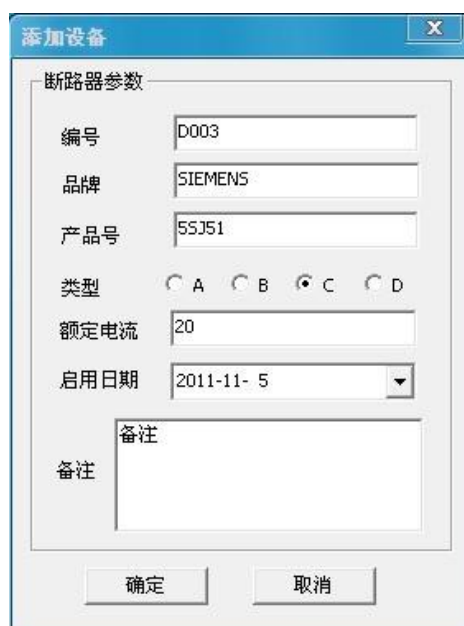 添加设备
X
断路器参数
编号 D003
品牌 SIEMENS
产品号 5SJ51
类型 A B C D
额定电流 20
启用日期 2011-11- 5
备注 备注
确定 取消